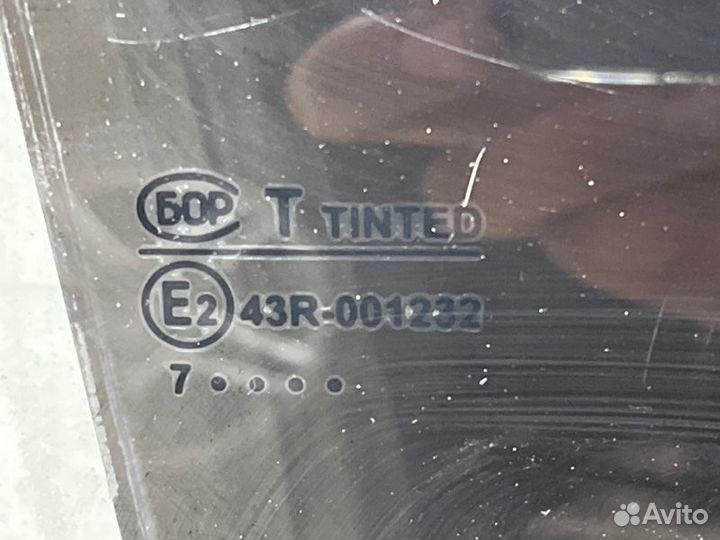 БОР T TINTED
E2 43R-001232
7 ••••
Avito